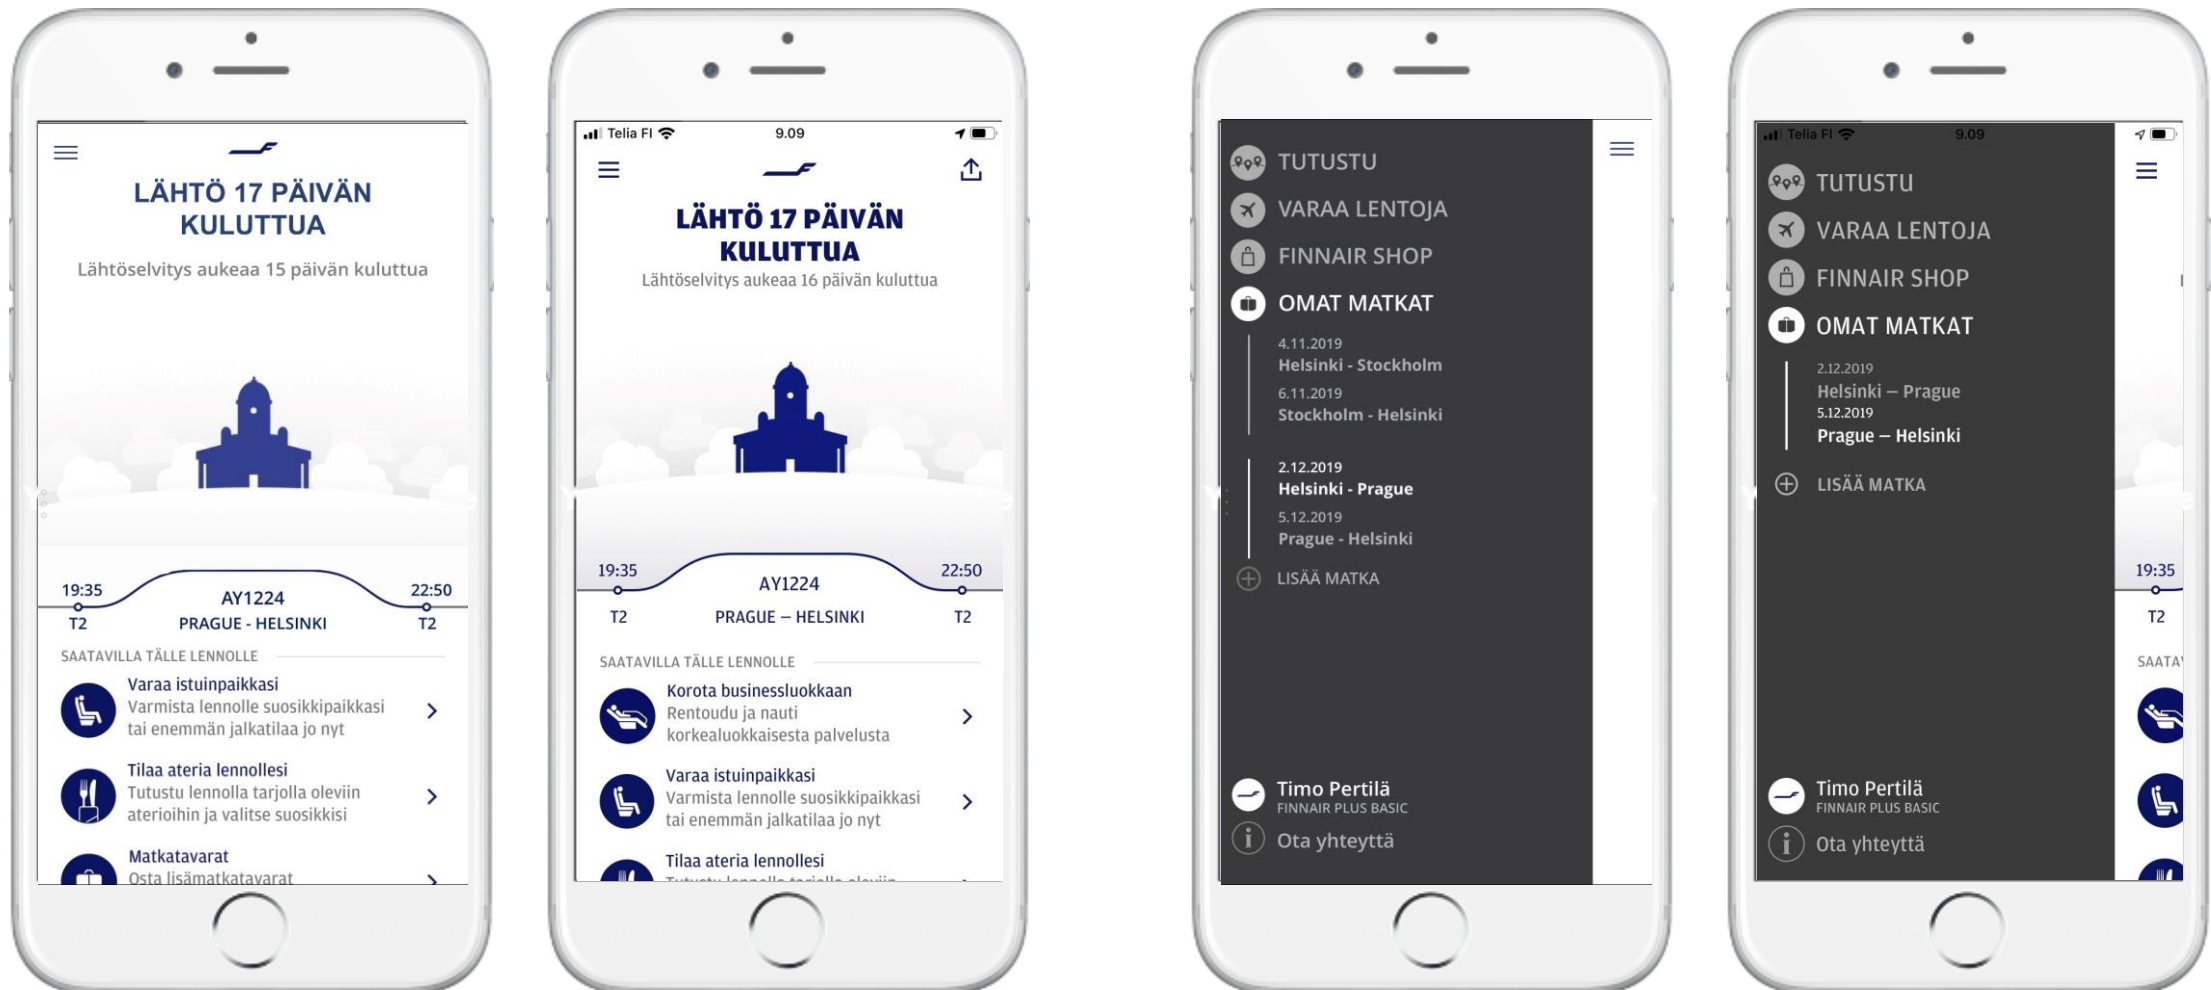 LÄHTÖ 17 PÄIVÄN
KULUTTUA
Lähtöselvitys aukeaa 15 päivän kuluttua
19:35
AY1224
22:50
T2
PRAGUE - HELSINKI
T2
SAATAVILLA TÄLLE LENNOLLE
Varaa istuinpaikkasi
Varmista lennolle suosikkipaikkasi
tai enemmän jalkatilaa jo nyt
Tilaa ateria lennollesi
Tutustu lennolla tarjolla oleviin
aterioihin ja valitse suosikkisi
Matkatavarat
Osta lisämatkatavarat
Telia FI
9.09
LÄHTÖ 17 PÄIVÄN
KULUTTUA
Lähtöselvitys aukeaa 16 päivän kuluttua
19:35
AY1224
22:50
T2
PRAGUE – HELSINKI
T2
SAATAVILLA TÄLLE LENNOLLE
Korota businessluokkaan
Rentoudu ja nauti
korkealuokkaisesta palvelusta
Varaa istuinpaikkasi
Varmista lennolle suosikkipaikkasi
tai enemmän jalkatilaa jo nyt
Tilaa ateria lennollesi
Tutustu lennolla tarjolla oleviin
TUTUSTU
VARAA LENTOJA
FINNAIR SHOP
OMAT MATKAT
4.11.2019
Helsinki - Stockholm
6.11.2019
Stockholm - Helsinki
2.12.2019
Helsinki - Prague
5.12.2019
Prague - Helsinki
LISÄÄ MATKA
Timo Pertilä
FINNAIR PLUS BASIC
Ota yhteyttä
Telia FI
9.09
TUTUSTU
VARAA LENTOJA
FINNAIR SHOP
OMAT MATKAT
2.12.2019
Helsinki – Prague
5.12.2019
Prague – Helsinki
LISÄÄ MATKA
Timo Pertilä
FINNAIR PLUS BASIC
Ota yhteyttä
19:35
T2
SAATA